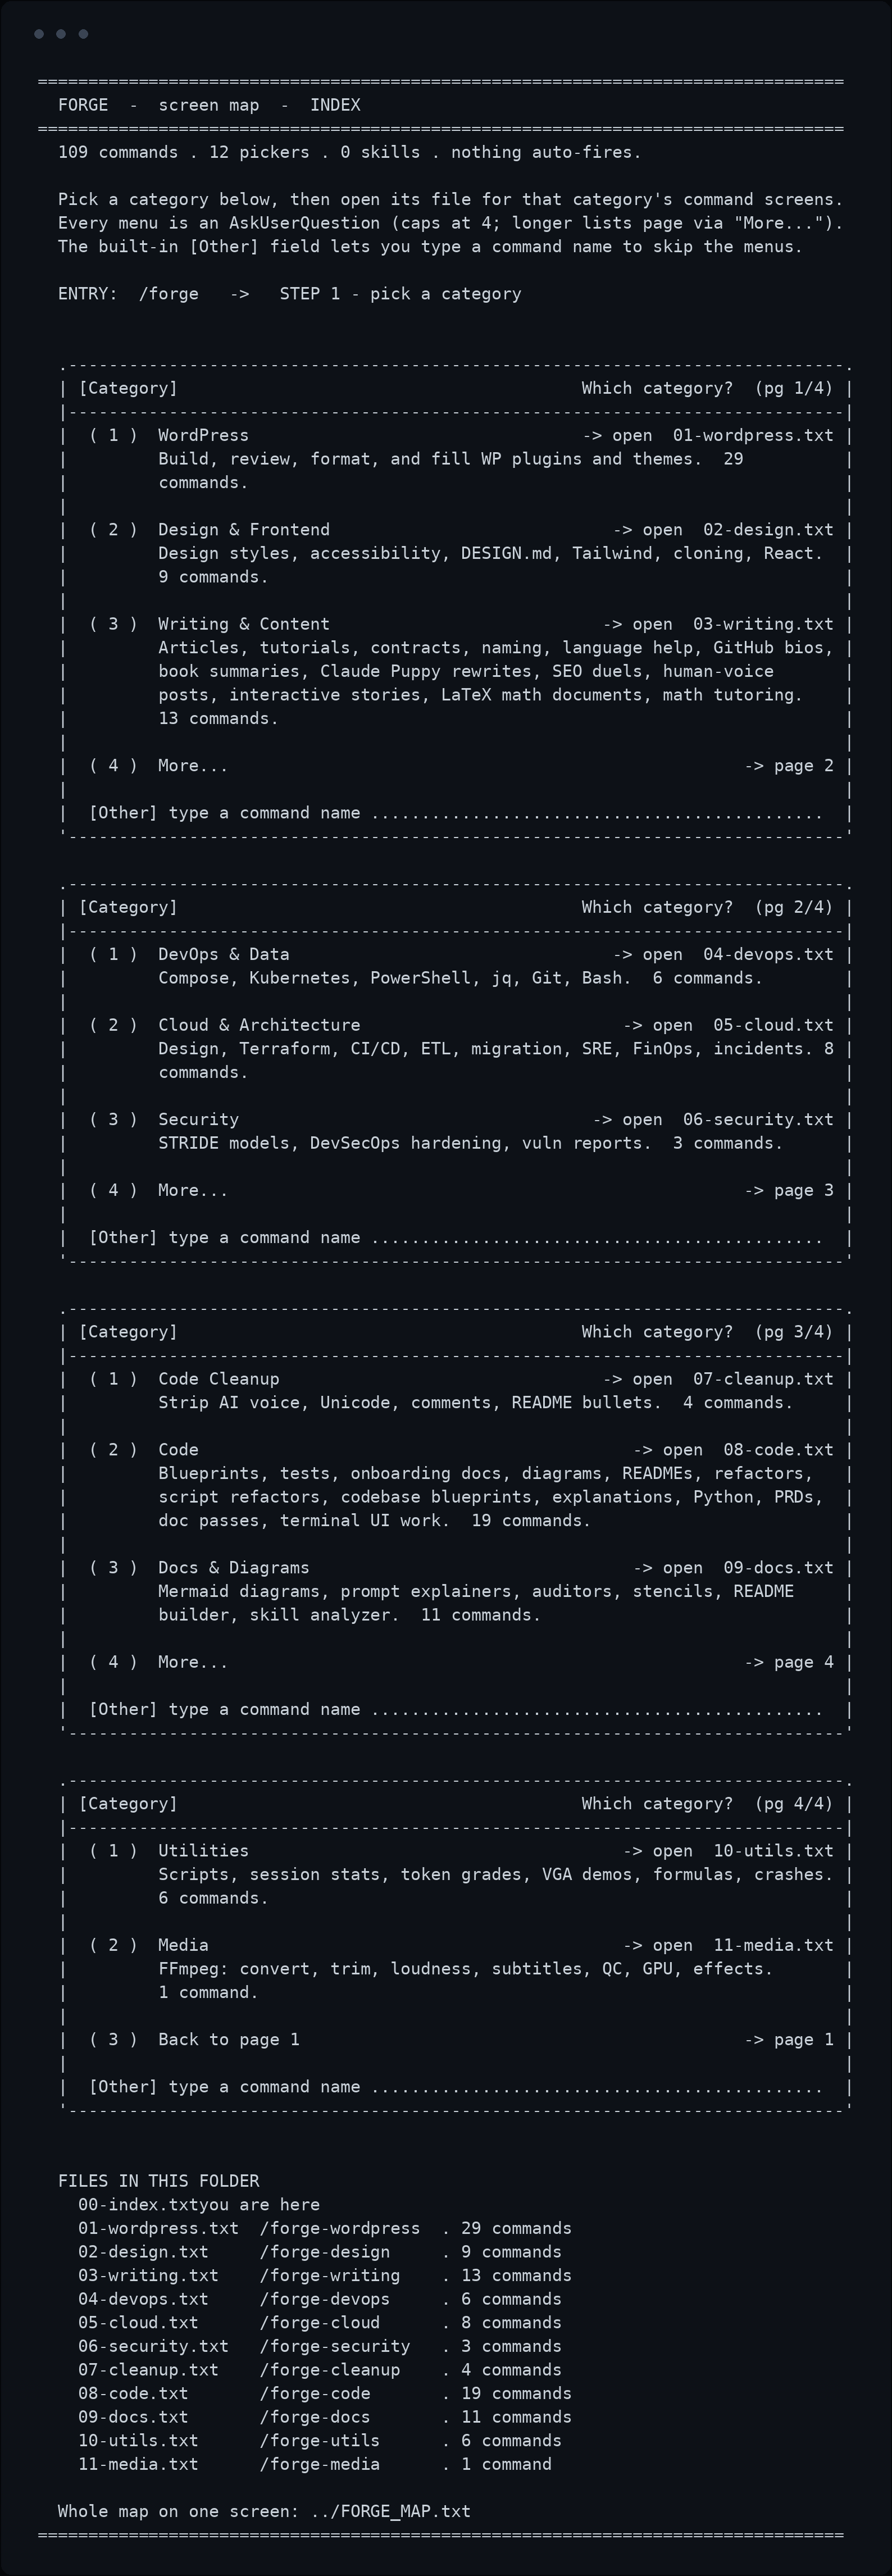 ================================================================================
FORGE  -  screen map  -  INDEX
================================================================================
109 commands . 12 pickers . 0 skills . nothing auto-fires.
Pick a category below, then open its file for that category's command screens.
Every menu is an AskUserQuestion (caps at 4; longer lists page via "More...").
The built-in [Other] field lets you type a command name to skip the menus.
ENTRY:  /forge   ->   STEP 1 - pick a category
.-----------------------------------------------------------------------------.
| [Category]                                        Which category?  (pg 1/4) |
|-----------------------------------------------------------------------------|
|  ( 1 )  WordPress                                 -> open  01-wordpress.txt |
|         Build, review, format, and fill WP plugins and themes.  29          |
|         commands.                                                           |
|                                                                             |
|  ( 2 )  Design & Frontend                            -> open  02-design.txt |
|         Design styles, accessibility, DESIGN.md, Tailwind, cloning, React.  |
|         9 commands.                                                         |
|                                                                             |
|  ( 3 )  Writing & Content                           -> open  03-writing.txt |
|         Articles, tutorials, contracts, naming, language help, GitHub bios, |
|         book summaries, Claude Puppy rewrites, SEO duels, human-voice       |
|         posts, interactive stories, LaTeX math documents, math tutoring.    |
|         13 commands.                                                        |
|                                                                             |
|  ( 4 )  More...                                                   -> page 2 |
|                                                                             |
|  [Other] type a command name .............................................  |
'-----------------------------------------------------------------------------'
.-----------------------------------------------------------------------------.
| [Category]                                        Which category?  (pg 2/4) |
|-----------------------------------------------------------------------------|
|  ( 1 )  DevOps & Data                                -> open  04-devops.txt |
|         Compose, Kubernetes, PowerShell, jq, Git, Bash.  6 commands.        |
|                                                                             |
|  ( 2 )  Cloud & Architecture                          -> open  05-cloud.txt |
|         Design, Terraform, CI/CD, ETL, migration, SRE, FinOps, incidents. 8 |
|         commands.                                                           |
|                                                                             |
|  ( 3 )  Security                                   -> open  06-security.txt |
|         STRIDE models, DevSecOps hardening, vuln reports.  3 commands.      |
|                                                                             |
|  ( 4 )  More...                                                   -> page 3 |
|                                                                             |
|  [Other] type a command name .............................................  |
'-----------------------------------------------------------------------------'
.-----------------------------------------------------------------------------.
| [Category]                                        Which category?  (pg 3/4) |
|-----------------------------------------------------------------------------|
|  ( 1 )  Code Cleanup                                -> open  07-cleanup.txt |
|         Strip AI voice, Unicode, comments, README bullets.  4 commands.     |
|                                                                             |
|  ( 2 )  Code                                           -> open  08-code.txt |
|         Blueprints, tests, onboarding docs, diagrams, READMEs, refactors,   |
|         script refactors, codebase blueprints, explanations, Python, PRDs,  |
|         doc passes, terminal UI work.  19 commands.                         |
|                                                                             |
|  ( 3 )  Docs & Diagrams                                -> open  09-docs.txt |
|         Mermaid diagrams, prompt explainers, auditors, stencils, README     |
|         builder, skill analyzer.  11 commands.                              |
|                                                                             |
|  ( 4 )  More...                                                   -> page 4 |
|                                                                             |
|  [Other] type a command name .............................................  |
'-----------------------------------------------------------------------------'
.-----------------------------------------------------------------------------.
| [Category]                                        Which category?  (pg 4/4) |
|-----------------------------------------------------------------------------|
|  ( 1 )  Utilities                                     -> open  10-utils.txt |
|         Scripts, session stats, token grades, VGA demos, formulas, crashes. |
|         6 commands.                                                         |
|                                                                             |
|  ( 2 )  Media                                         -> open  11-media.txt |
|         FFmpeg: convert, trim, loudness, subtitles, QC, GPU, effects.       |
|         1 command.                                                          |
|                                                                             |
|  ( 3 )  Back to page 1                                            -> page 1 |
|                                                                             |
|  [Other] type a command name .............................................  |
'-----------------------------------------------------------------------------'
FILES IN THIS FOLDER
00-index.txtyou are here
01-wordpress.txt  /forge-wordpress  . 29 commands
02-design.txt     /forge-design     . 9 commands
03-writing.txt    /forge-writing    . 13 commands
04-devops.txt     /forge-devops     . 6 commands
05-cloud.txt      /forge-cloud      . 8 commands
06-security.txt   /forge-security   . 3 commands
07-cleanup.txt    /forge-cleanup    . 4 commands
08-code.txt       /forge-code       . 19 commands
09-docs.txt       /forge-docs       . 11 commands
10-utils.txt      /forge-utils      . 6 commands
11-media.txt      /forge-media      . 1 command
Whole map on one screen: ../FORGE_MAP.txt
================================================================================